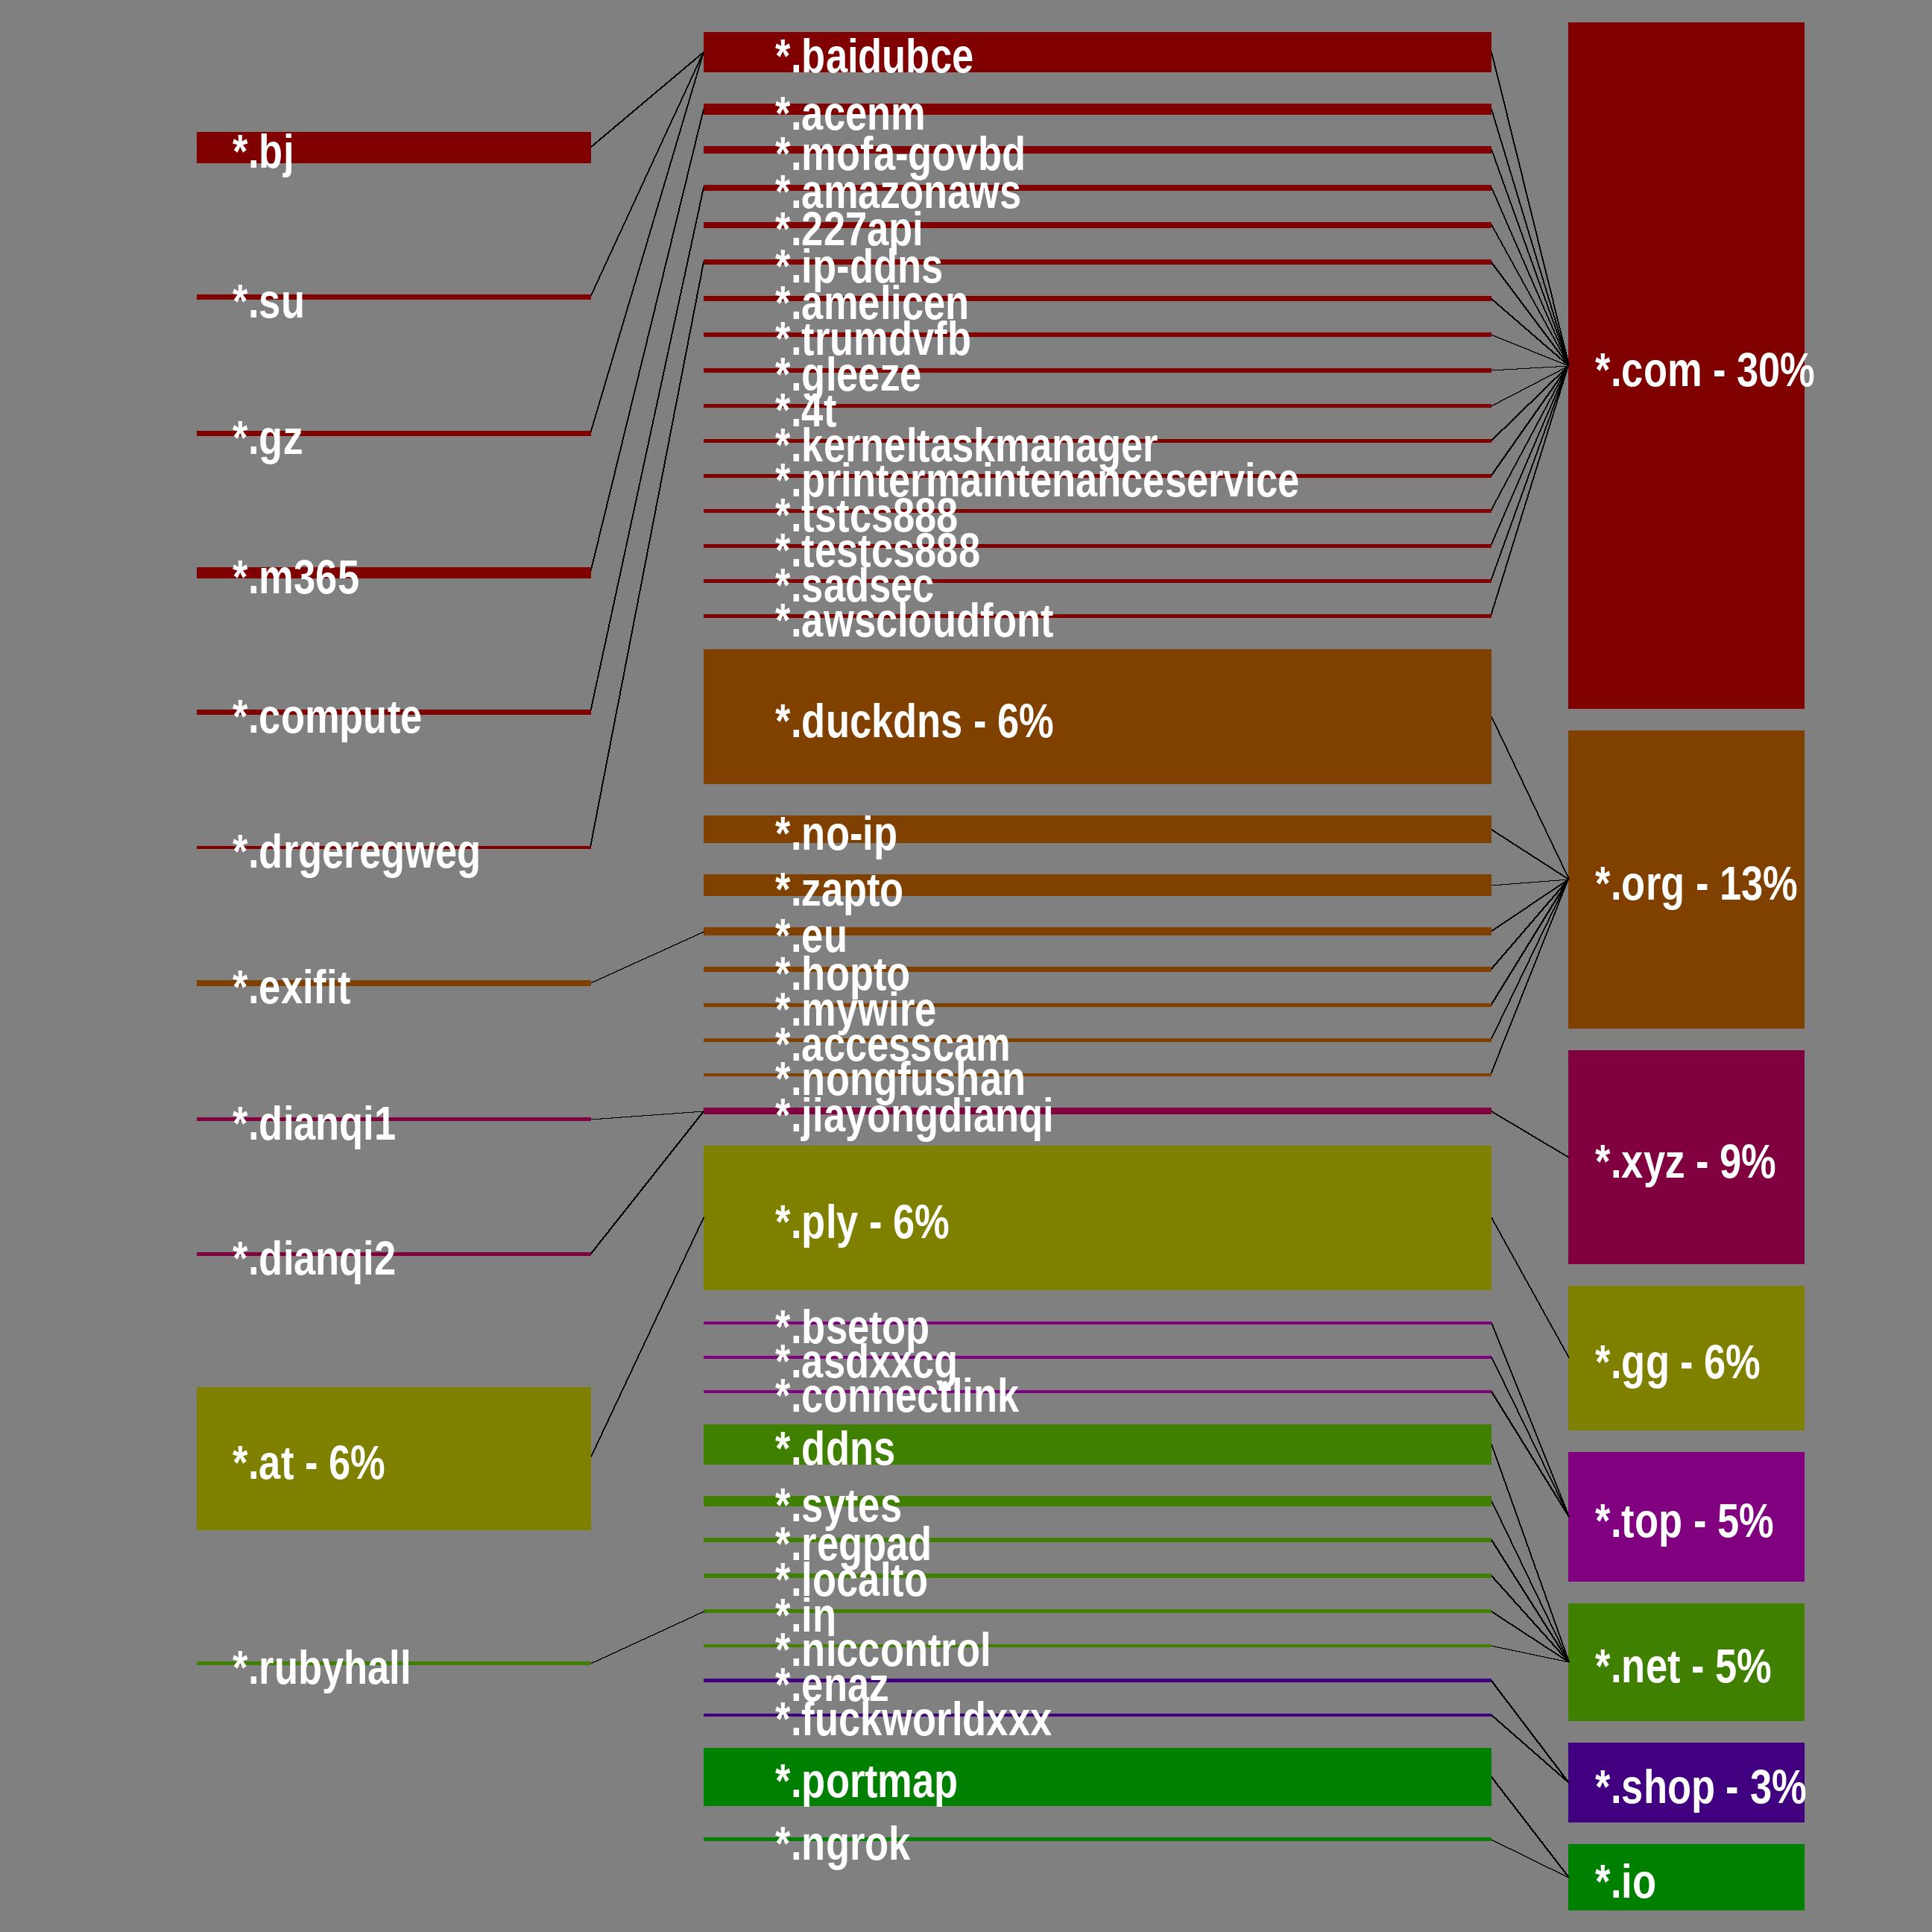 *.bj
*.su
*.gz
*.m365
*.compute
*.drgeregweg
*.exifit
*.dianqi1
*.dianqi2
*.at - 6%
*.rubyhall
*.baidubce
*.acenm
*.mofa-govbd
*.amazonaws
*.227api
*.ip-ddns
*.amelicen
*.trumdvfb
*.gleeze
*.4t
*.kerneltaskmanager
*.printermaintenanceservice
*.tstcs888
*.testcs888
*.sadsec
*.awscloudfont
*.duckdns - 6%
*.no-ip
*.zapto
*.eu
*.hopto
*.mywire
*.accesscam
*.nongfushan
*.jiayongdianqi
*.ply - 6%
*.bsetop
*.asdxxcg
*.connectlink
*.ddns
*.sytes
*.regpad
*.localto
*.in
*.niccontrol
*.enaz
*.fuckworldxxx
*.portmap
*.ngrok
*.com - 30%
*.org - 13%
*.xyz - 9%
*.gg - 6%
*.top - 5%
*.net - 5%
*.shop - 3%
*.io